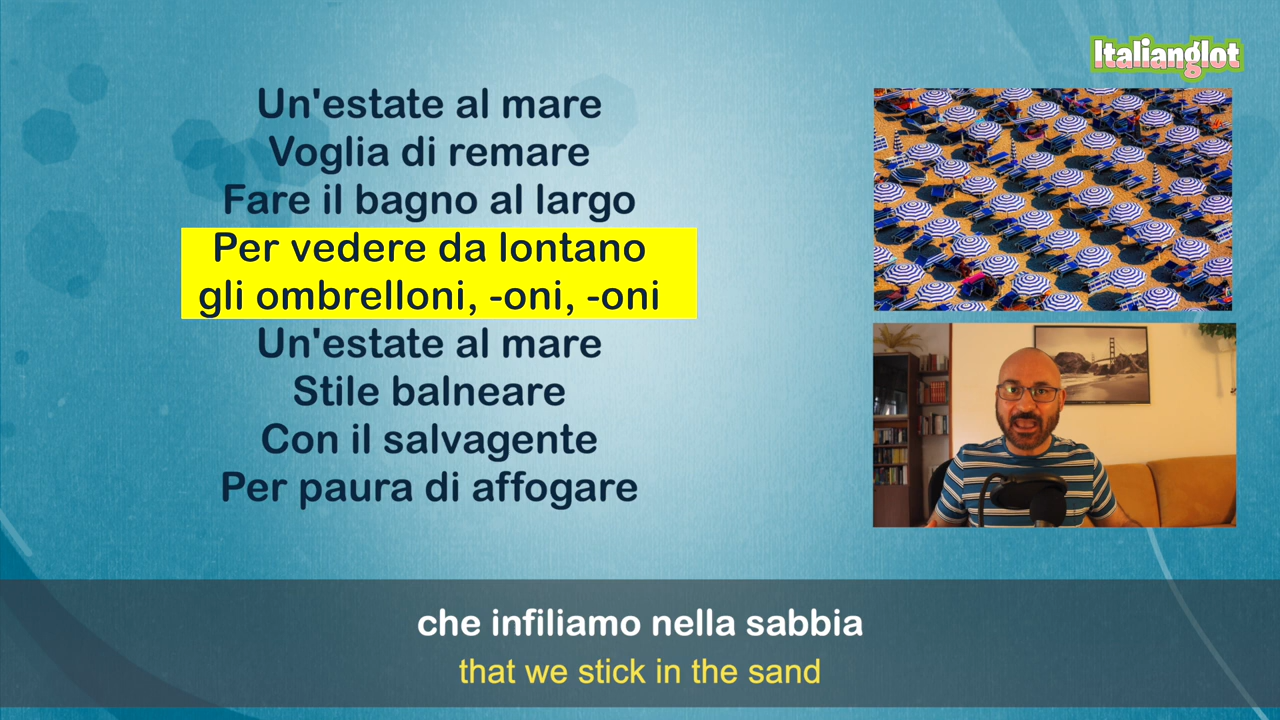 Italianglot
Un'estate al mare
Voglia di remare
Fare il bagno al largo
Per vedere da lontano
gli ombrelloni, -oni, -oni
Un'estate al mare
Stile balneare
Con il salvagente
Per paura di affogare
che infiliamo nella sabbia
that we stick in the sand